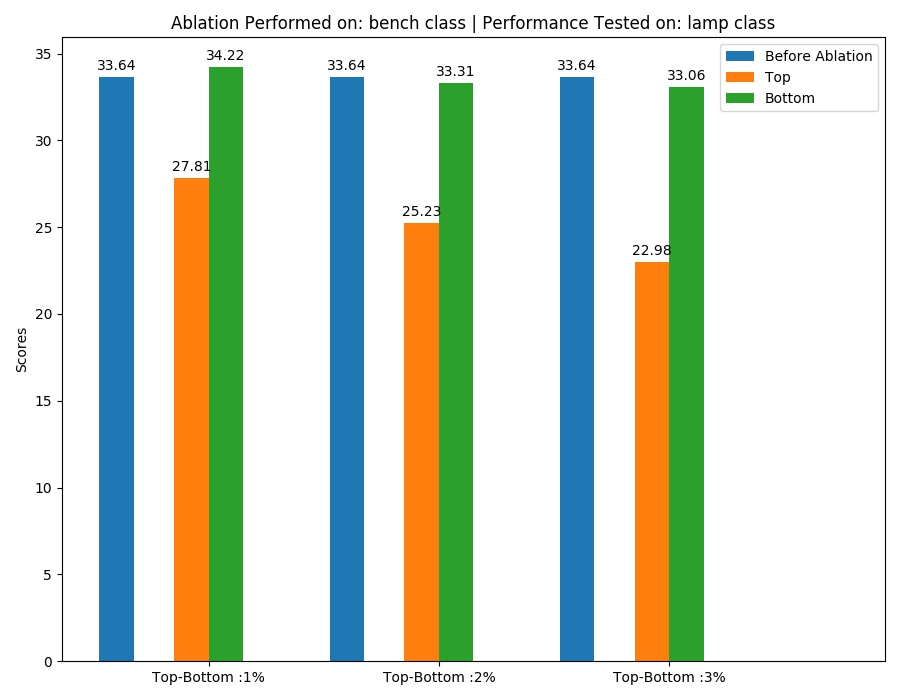 Ablation Performed on: bench class | Performance Tested on: lamp class
Before Ablation
Top
Bottom
Scores
35
30
25
20
15
10
5
0
33.64
27.81
34.22
33.64
25.23
33.31
33.64
22.98
33.06
Top-Bottom :1%
Top-Bottom :2%
Top-Bottom :3%